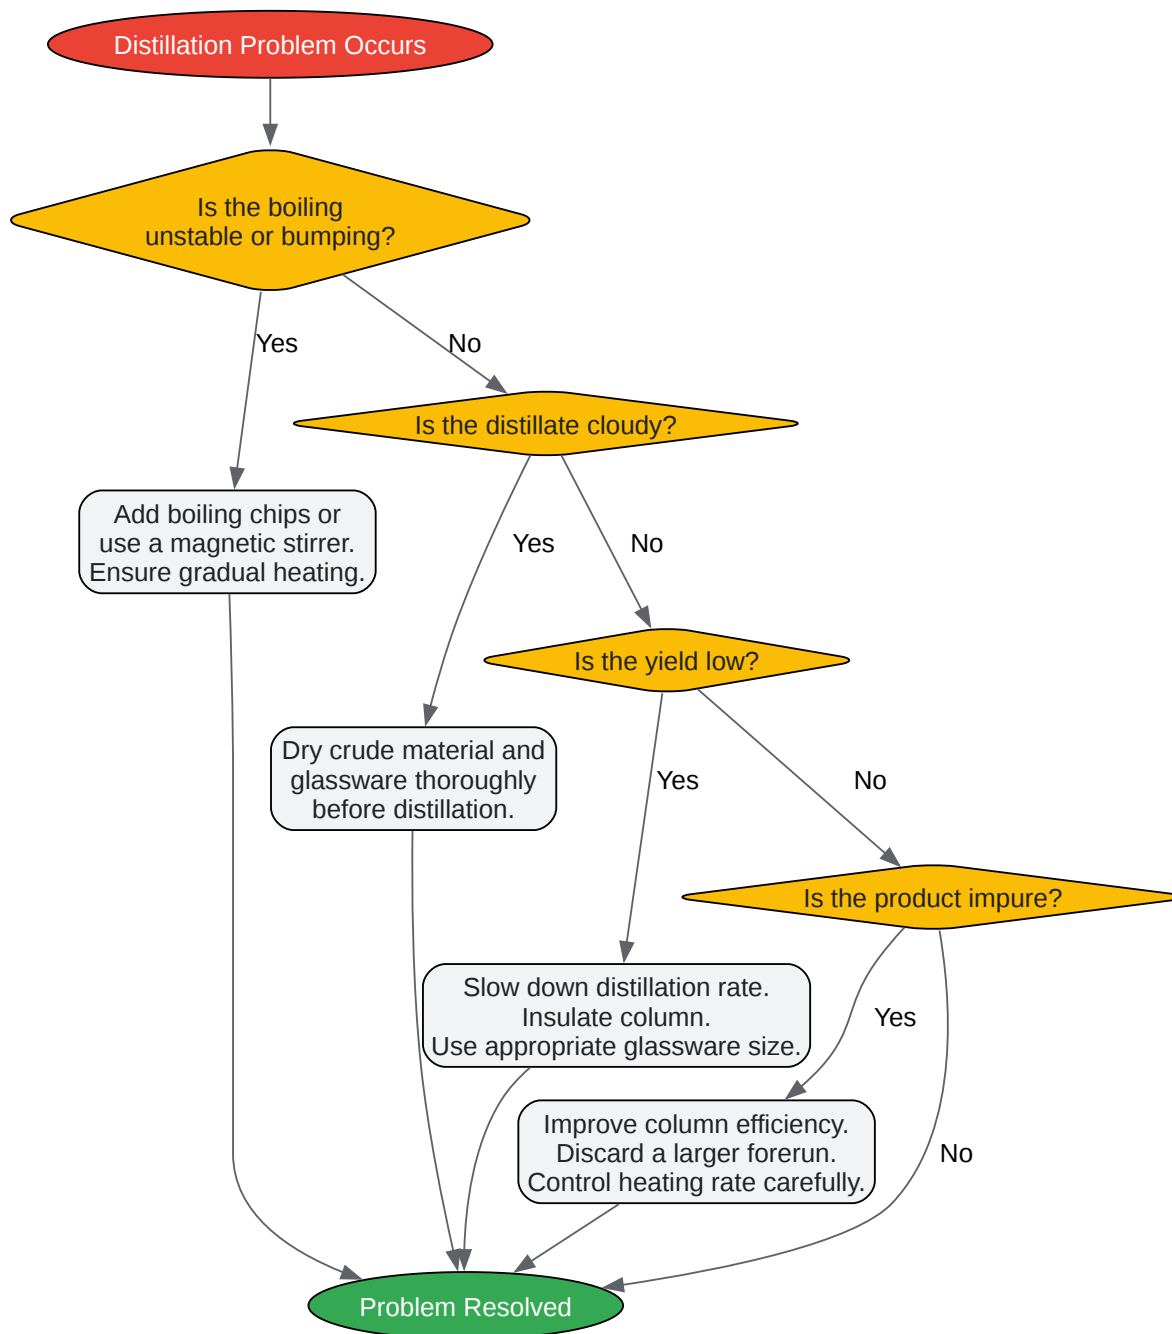 Distillation Problem Occurs
Is the boiling
unstable or bumping?
Yes
No
Is the distillate cloudy?
Add boiling chips or
use a magnetic stirrer.
Ensure gradual heating.
Yes
No
Is the yield low?
Dry crude material and
glassware thoroughly
before distillation.
Yes
No
Is the product impure?
Slow down distillation rate.
Insulate column.
Use appropriate glassware size.
Yes
Improve column efficiency.
Discard a larger forerun.
Control heating rate carefully.
No
Problem Resolved